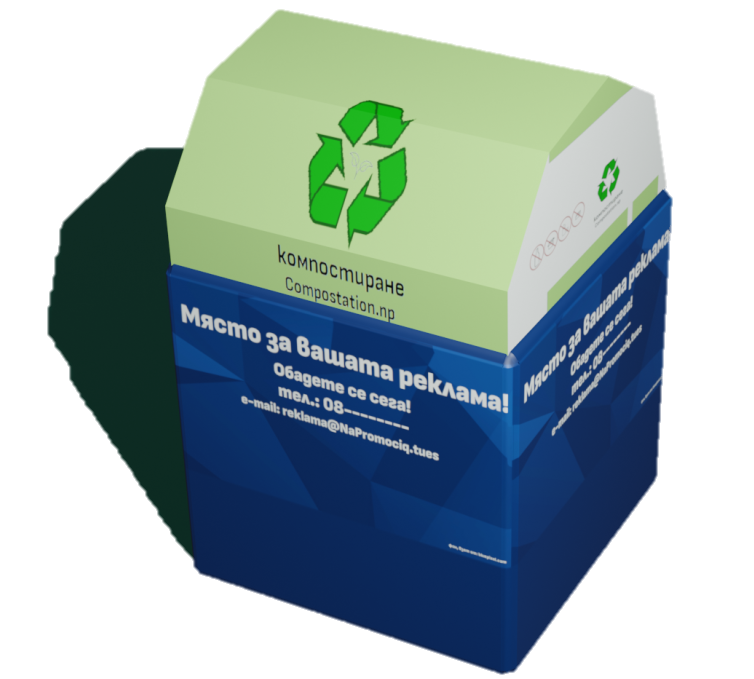 компостиране
Compostation.np
Място за вашата реклама!
Обадете се сега!
тел.: 08--------
e-mail: reklama@NaPromociq.tues
Място за вашата реклама!
Обадете се сега!
тел.: 08--------
e-mail: reklama@NaPromociq.tues